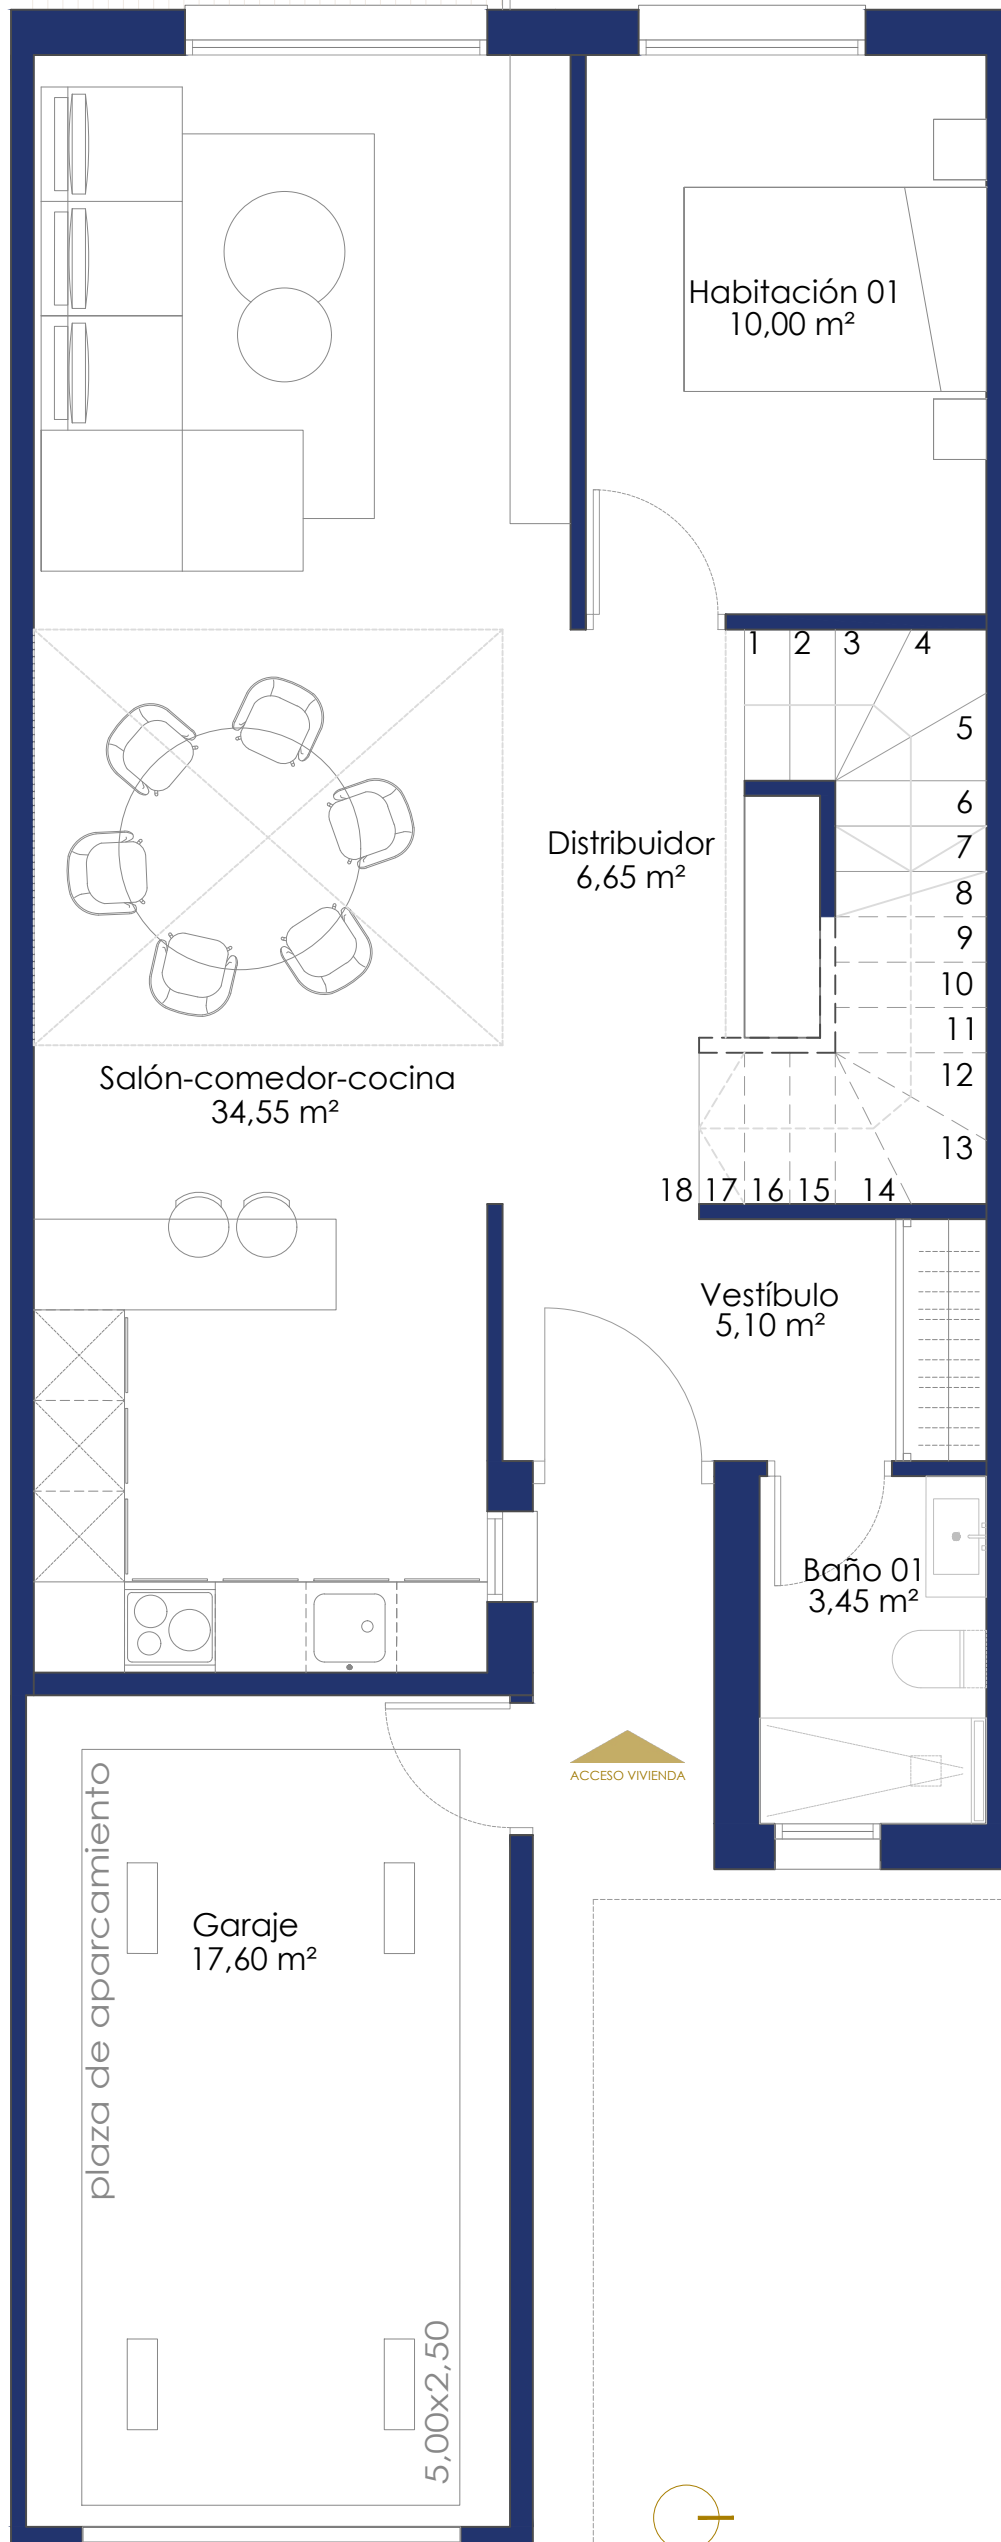 Habitación 01
10,00 m²
1
2
3
4
5
6
7
8
9
10
11
12
13
14
15
16
17
18
Distribuidor
6,65 m²
Salón-comedor-cocina
34,55 m²
Vestíbulo
5,10 m²
Baño 01
3,45 m²
ACCESO VIVIENDA
plaza de aparcamiento
Garaje
17,60 m²
5,00x2,50